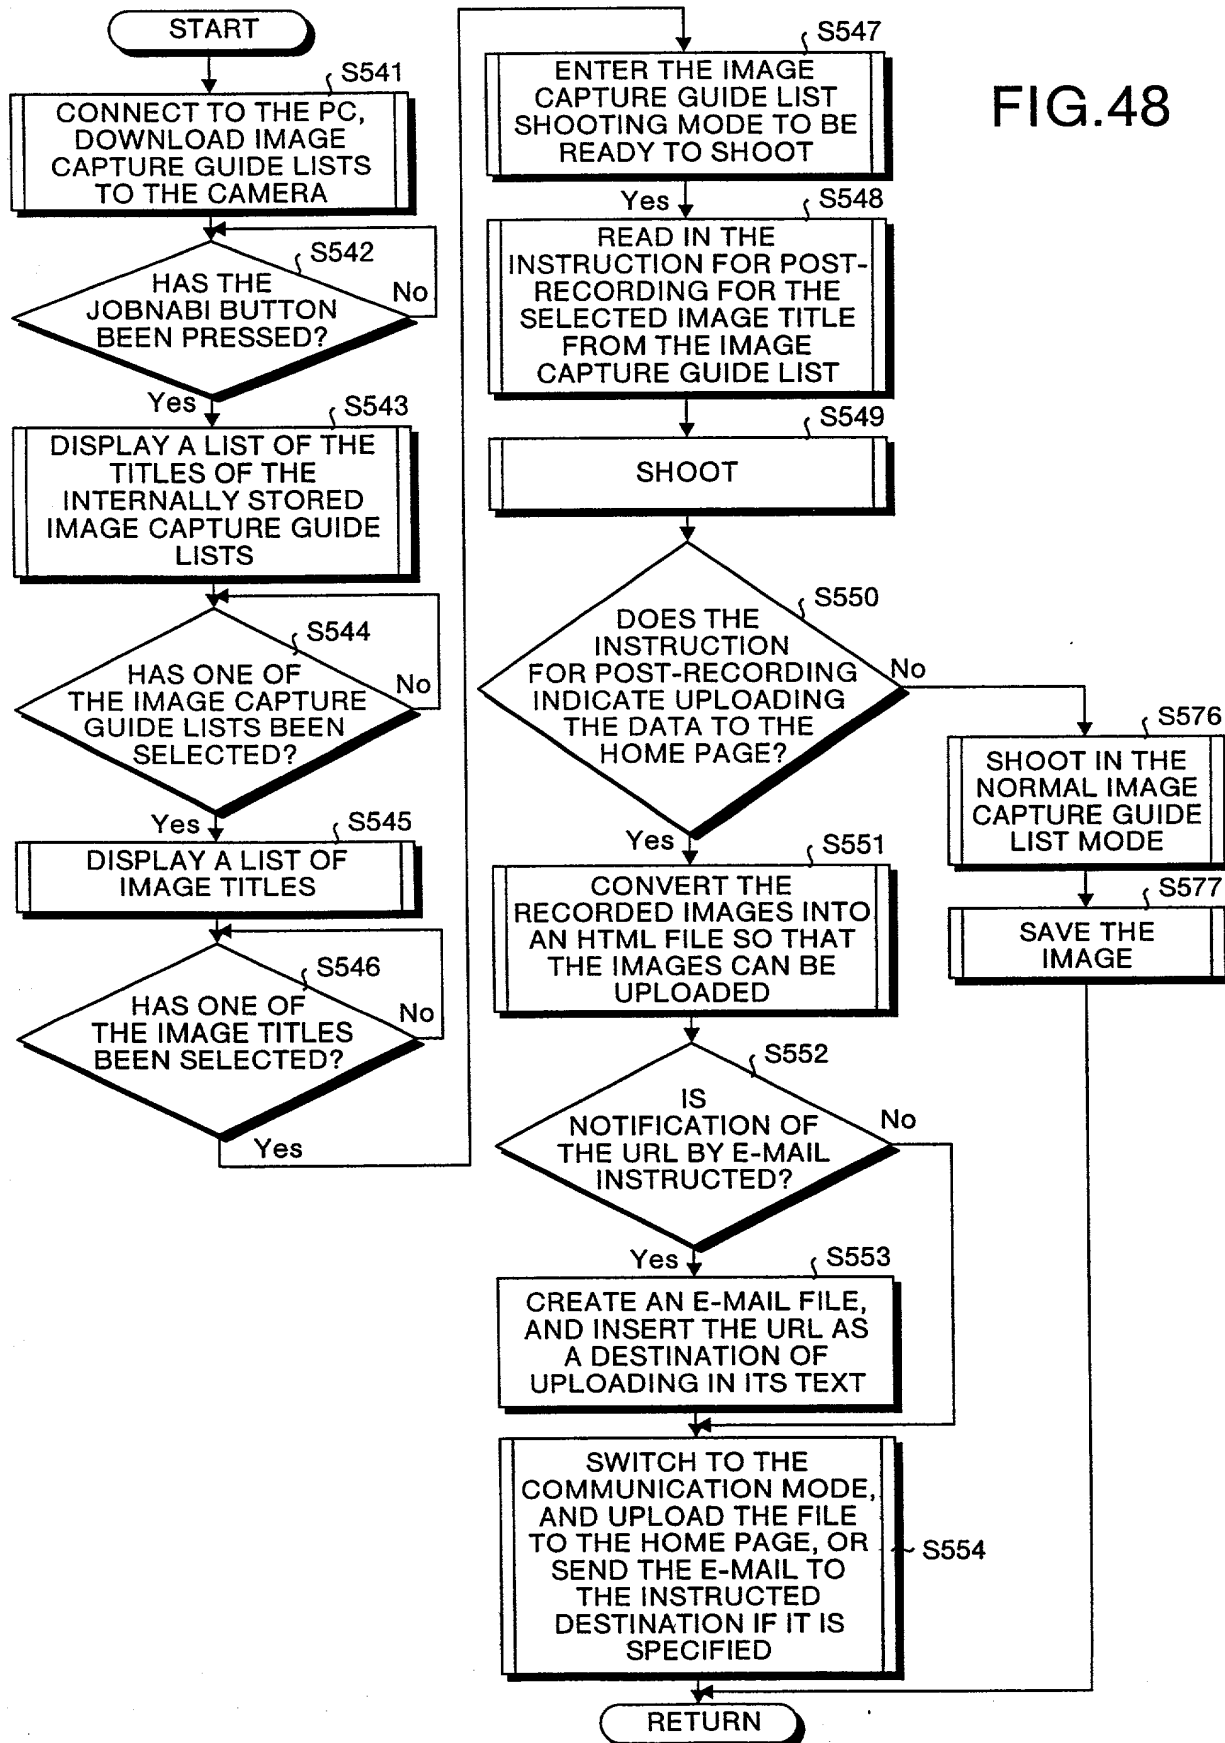 START
S541
CONNECT TO THE PC,
DOWNLOAD IMAGE
CAPTURE GUIDE LISTS
TO THE CAMERA
S542
HAS THE
JOBNABI BUTTON
BEEN PRESSED?
No
Yes
S543
DISPLAY A LIST OF THE
TITLES OF THE
INTERNALLY STORED
IMAGE CAPTURE GUIDE
LISTS
S544
HAS ONE OF
THE IMAGE CAPTURE
GUIDE LISTS BEEN
SELECTED?
No
Yes
S545
DISPLAY A LIST OF
IMAGE TITLES
S546
HAS ONE OF
THE IMAGE TITLES
BEEN SELECTED?
No
Yes
S547
ENTER THE IMAGE
CAPTURE GUIDE LIST
SHOOTING MODE TO BE
READY TO SHOOT
Yes
S548
READ IN THE
INSTRUCTION FOR POST-
RECORDING FOR THE
SELECTED IMAGE TITLE
FROM THE IMAGE
CAPTURE GUIDE LIST
S549
SHOOT
S550
DOES THE
INSTRUCTION
FOR POST-RECORDING
INDICATE UPLOADING
THE DATA TO THE
HOME PAGE?
No
Yes
S551
CONVERT THE
RECORDED IMAGES INTO
AN HTML FILE SO THAT
THE IMAGES CAN BE
UPLOADED
S552
IS
NOTIFICATION OF
THE URL BY E-MAIL
INSTRUCTED?
No
Yes
S553
CREATE AN E-MAIL FILE,
AND INSERT THE URL AS
A DESTINATION OF
UPLOADING IN ITS TEXT
SWITCH TO THE
COMMUNICATION MODE,
AND UPLOAD THE FILE
TO THE HOME PAGE, OR
SEND THE E-MAIL TO
THE INSTRUCTED
DESTINATION IF IT IS
SPECIFIED
S554
RETURN
FIG.48
S576
SHOOT IN THE
NORMAL IMAGE
CAPTURE GUIDE
LIST MODE
S577
SAVE THE
IMAGE